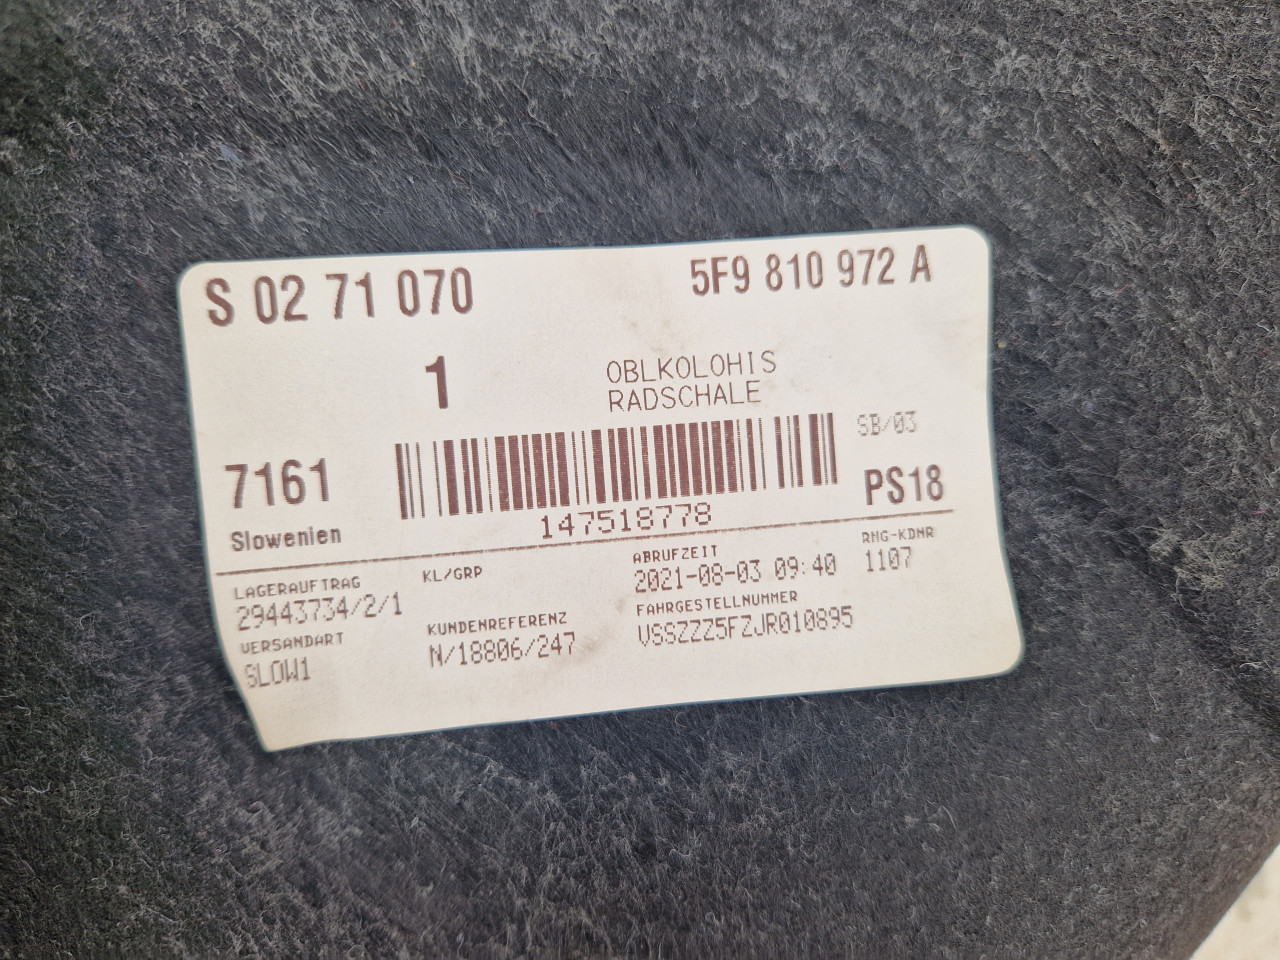 S 02 71 070
5F9 810 972 A
1
OBLKOLOHIS
RADSCHALE
SB/03
7161
PS18
Slowenien
147518778
LAGERAUFTRAG
29443734/2/1
KL/GRP
ABRUFZEIT
2021-08-03 09:40
RNG-KDNR
1107
VERSANDART
SLOW1
KUNDENREFERENZ
N/18806/247
FAHRGESTELLNUMMER
VSSZZZ5FZJR010895